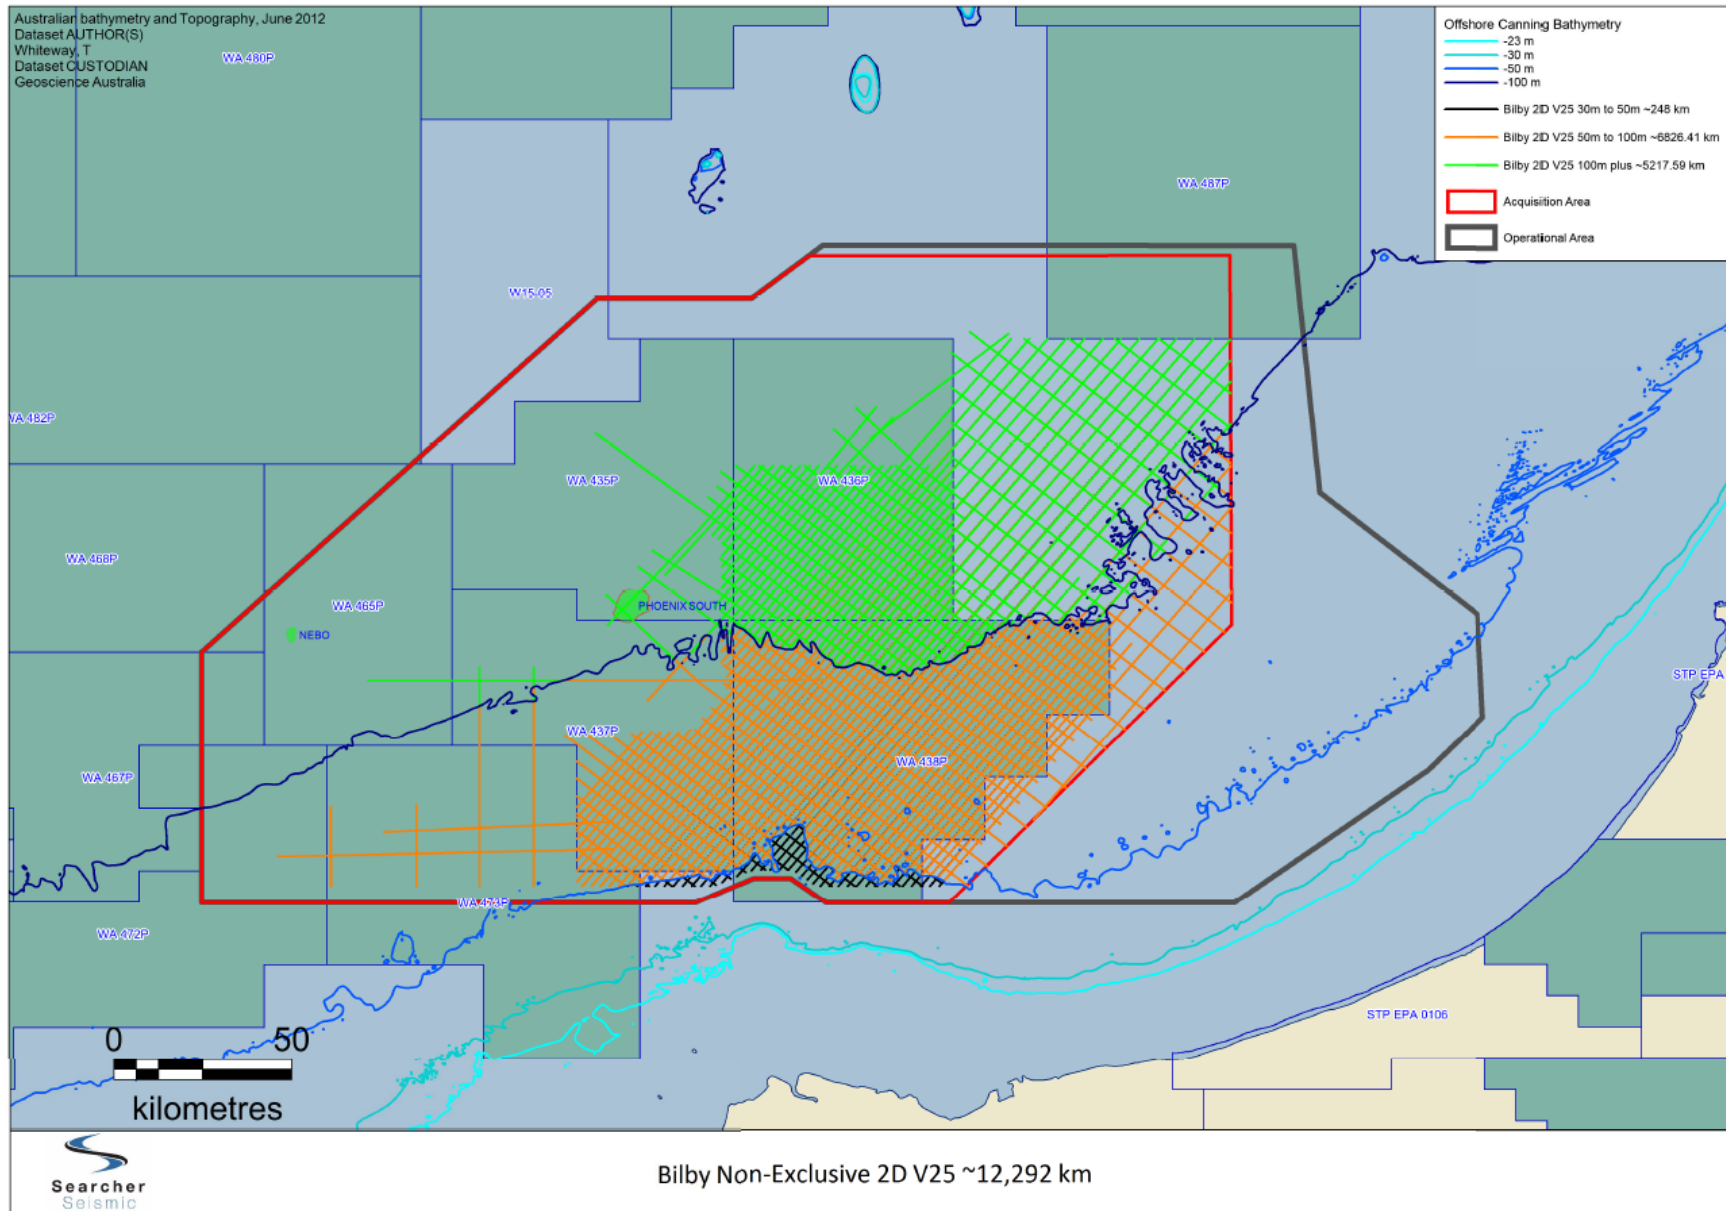 Australian bathymetry and Topography, June 2012
Dataset AUTHOR(S)
Whiteway, T
Dataset CUSTODIAN
Geoscience Australia
Offshore Canning Bathymetry
-23 m
-30 m
-50 m
-100 m
Bilby 2D V25 30m to 50m ~248 km
Bilby 2D V25 50m to 100m ~6826.41 km
Bilby 2D V25 100m plus ~5217.59 km
Acquisition Area
Operational Area
WA 480P
WA 487P
W15-05
WA 482P
WA 435P
WA 436P
WA 468P
WA 465P
PHOENIX SOUTH
NEBO
STP EPA
WA 437P
WA 438P
WA 467P
WA 473P
WA 472P
STP EPA 0106
0 50
kilometres
Searcher
Seismic
Bilby Non-Exclusive 2D V25 ~12,292 km